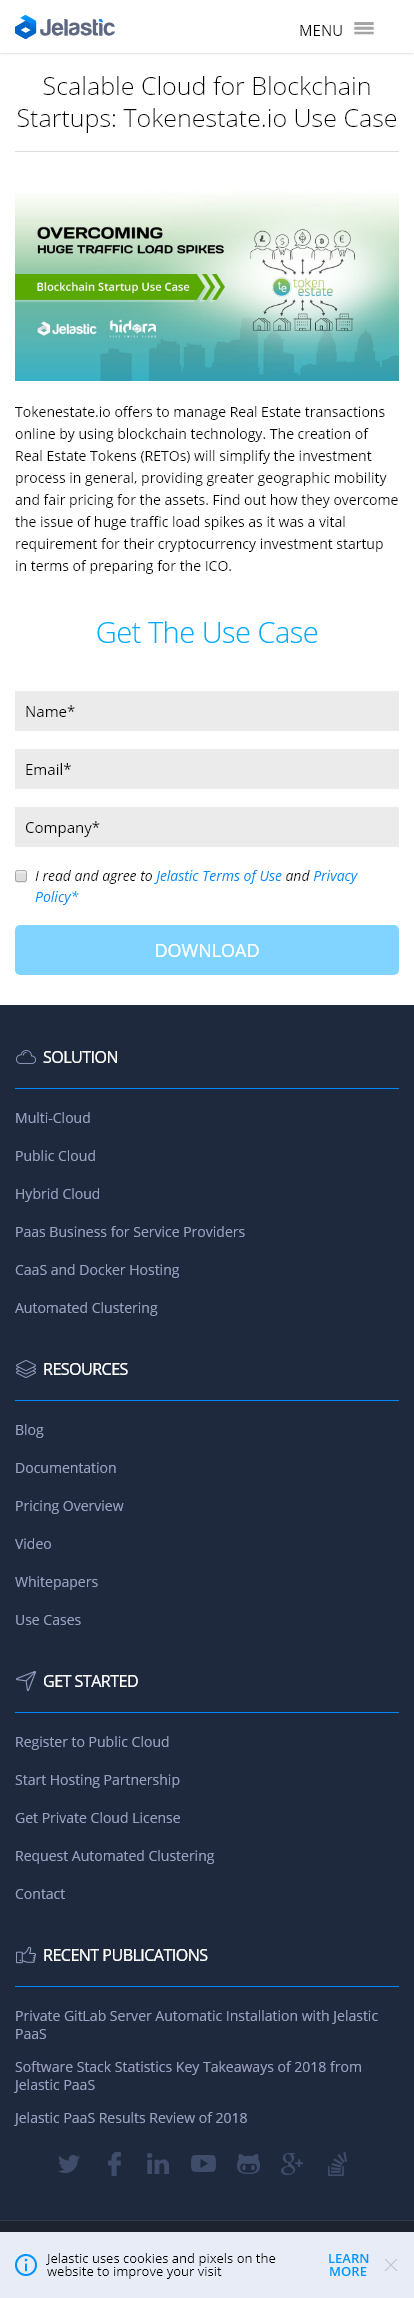 Jelastic
MENU
Scalable Cloud for Blockchain
Startups: Tokenestate.io Use Case
OVERCOMING
HUGE TRAFFIC LOAD SPIKES
Blockchain Startup Use Case
token
te
estate
Jelastic
hidora
Tokenestate.io offers to manage Real Estate transactions
online by using blockchain technology. The creation of
Real Estate Tokens (RETOs) will simplify the investment
process in general, providing greater geographic mobility
and fair pricing for the assets. Find out how they overcome
the issue of huge traffic load spikes as it was a vital
requirement for their cryptocurrency investment startup
in terms of preparing for the ICO.
Get The Use Case
Name*
Email*
Company*
I read and agree to Jelastic Terms of Use and Privacy
Policy*
DOWNLOAD
SOLUTION
Multi-Cloud
Public Cloud
Hybrid Cloud
Paas Business for Service Providers
CaaS and Docker Hosting
Automated Clustering
RESOURCES
Blog
Documentation
Pricing Overview
Video
Whitepapers
Use Cases
GET STARTED
Register to Public Cloud
Start Hosting Partnership
Get Private Cloud License
Request Automated Clustering
Contact
RECENT PUBLICATIONS
Private GitLab Server Automatic Installation with Jelastic
PaaS
Software Stack Statistics Key Takeaways of 2018 from
Jelastic PaaS
Jelastic PaaS Results Review of 2018
Jelastic uses cookies and pixels on the
website to improve your visit
LEARN
MORE